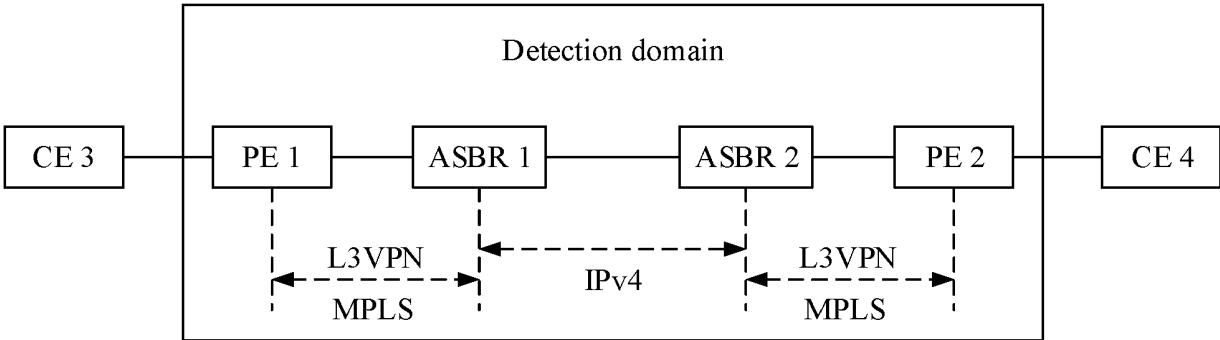 Detection domain
CE 3
PE 1
ASBR 1
ASBR 2
PE 2
CE 4
L3VPN
MPLS
IPv4
L3VPN
MPLS